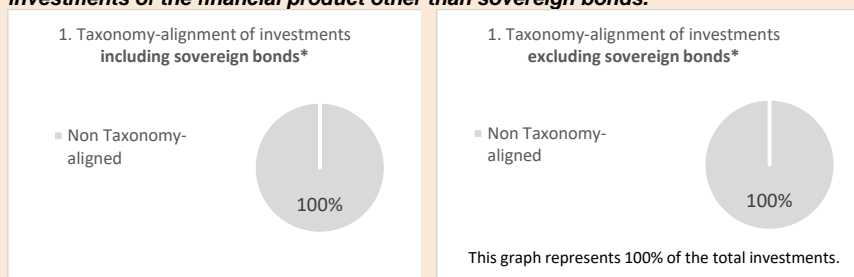 investments of the financial product other than sovereign bonds.
1. Taxonomy-alignment of investments
including sovereign bonds*
Non Taxonomy-
aligned
100%
1. Taxonomy-alignment of investments
excluding sovereign bonds*
Non Taxonomy-
aligned
100%
This graph represents 100% of the total investments.